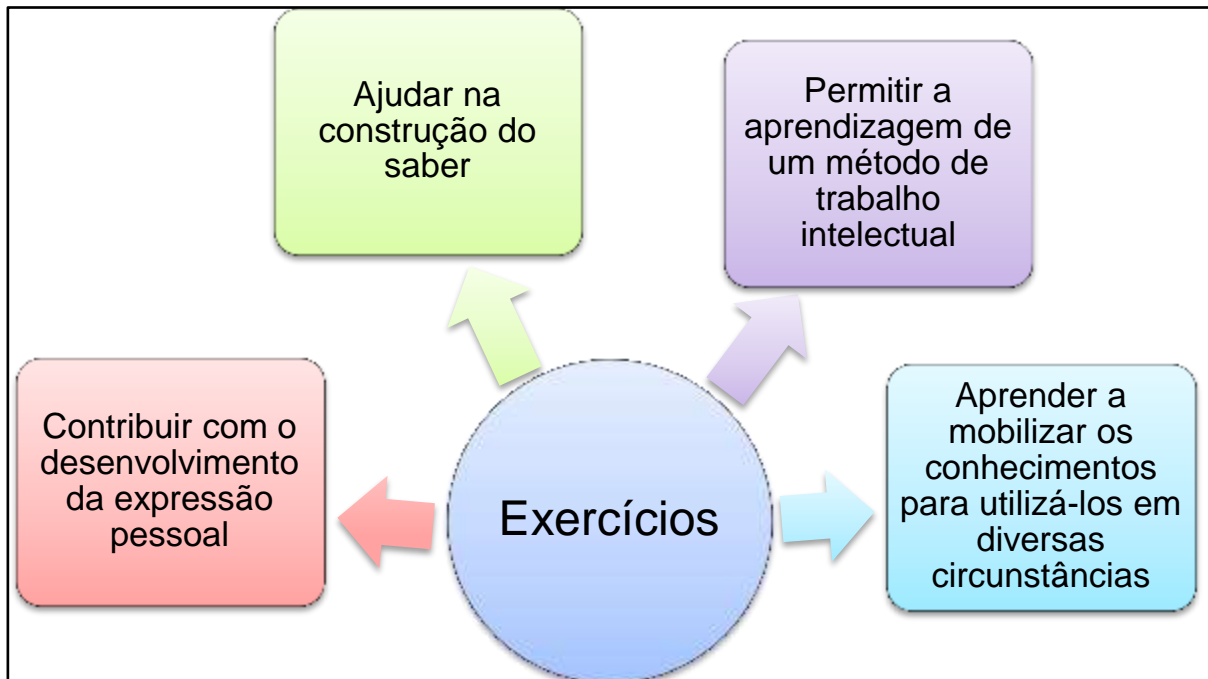 Ajudar na
construção do
saber
Permitir a
aprendizagem de
um método de
trabalho
intelectual
Contribuir com o
desenvolvimento
da expressão
pessoal
Exercícios
Aprender a
mobilizar os
conhecimentos
para utilizá-los em
diversas
circunstâncias